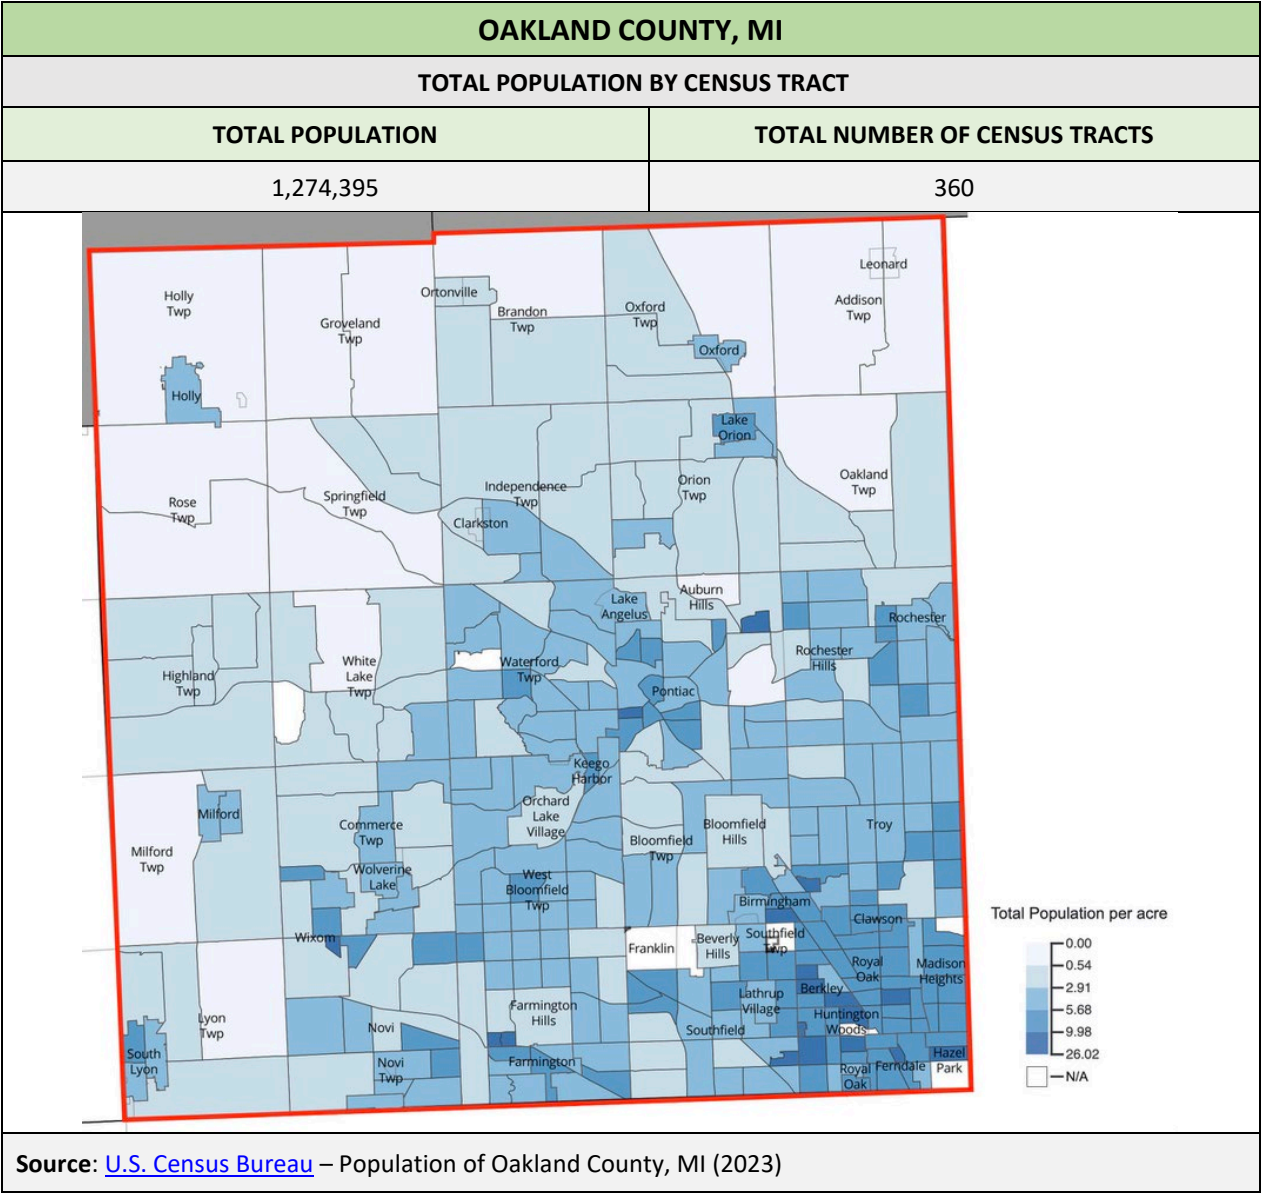 OAKLAND COUNTY, MI
TOTAL POPULATION BY CENSUS TRACT
TOTAL POPULATION
TOTAL NUMBER OF CENSUS TRACTS
1,274,395
360
Leonard
Holly
Twp
Ortonville
Addison
Twp
Brandon
Twp
Oxford
Twp
Groveland
Twp
Oxford
Holly
Lake
Orion
Oakland
Twp
Independence
Twp
Orion
Twp
Springfield
Twp
Rose
Twp
Clarkston
Auburn
Hills
Lake
Angelus
Rochester
Rochester
Hills
White
Lake
Twp
Waterford
Twp
Highland
Twp
Pontiac
Keego
Harbor
Orchard
Lake
Village
Milford
Commerce
Twp
Bloomfield
Hills
Troy
Bloomfield
Twp
Milford
Twp
Wolverine
Lake
West
Bloomfield
Twp
Birmingham
Clawson
Wixom
Franklin
Beverly
Hills
Southfield
Twp
Royal
Oak
Madison
Heights
Berkley
Lathrup
Village
Farmington
Hills
Huntington
Woods
Lyon
Twp
Novi
Southfield
South
Lyon
Novi
Twp
Farmington
Royal
Oak
Ferndale
Hazel
Park
Total Population per acre
0.00
0.54
2.91
5.68
9.98
26.02
N/A
Source: U.S. Census Bureau – Population of Oakland County, MI (2023)